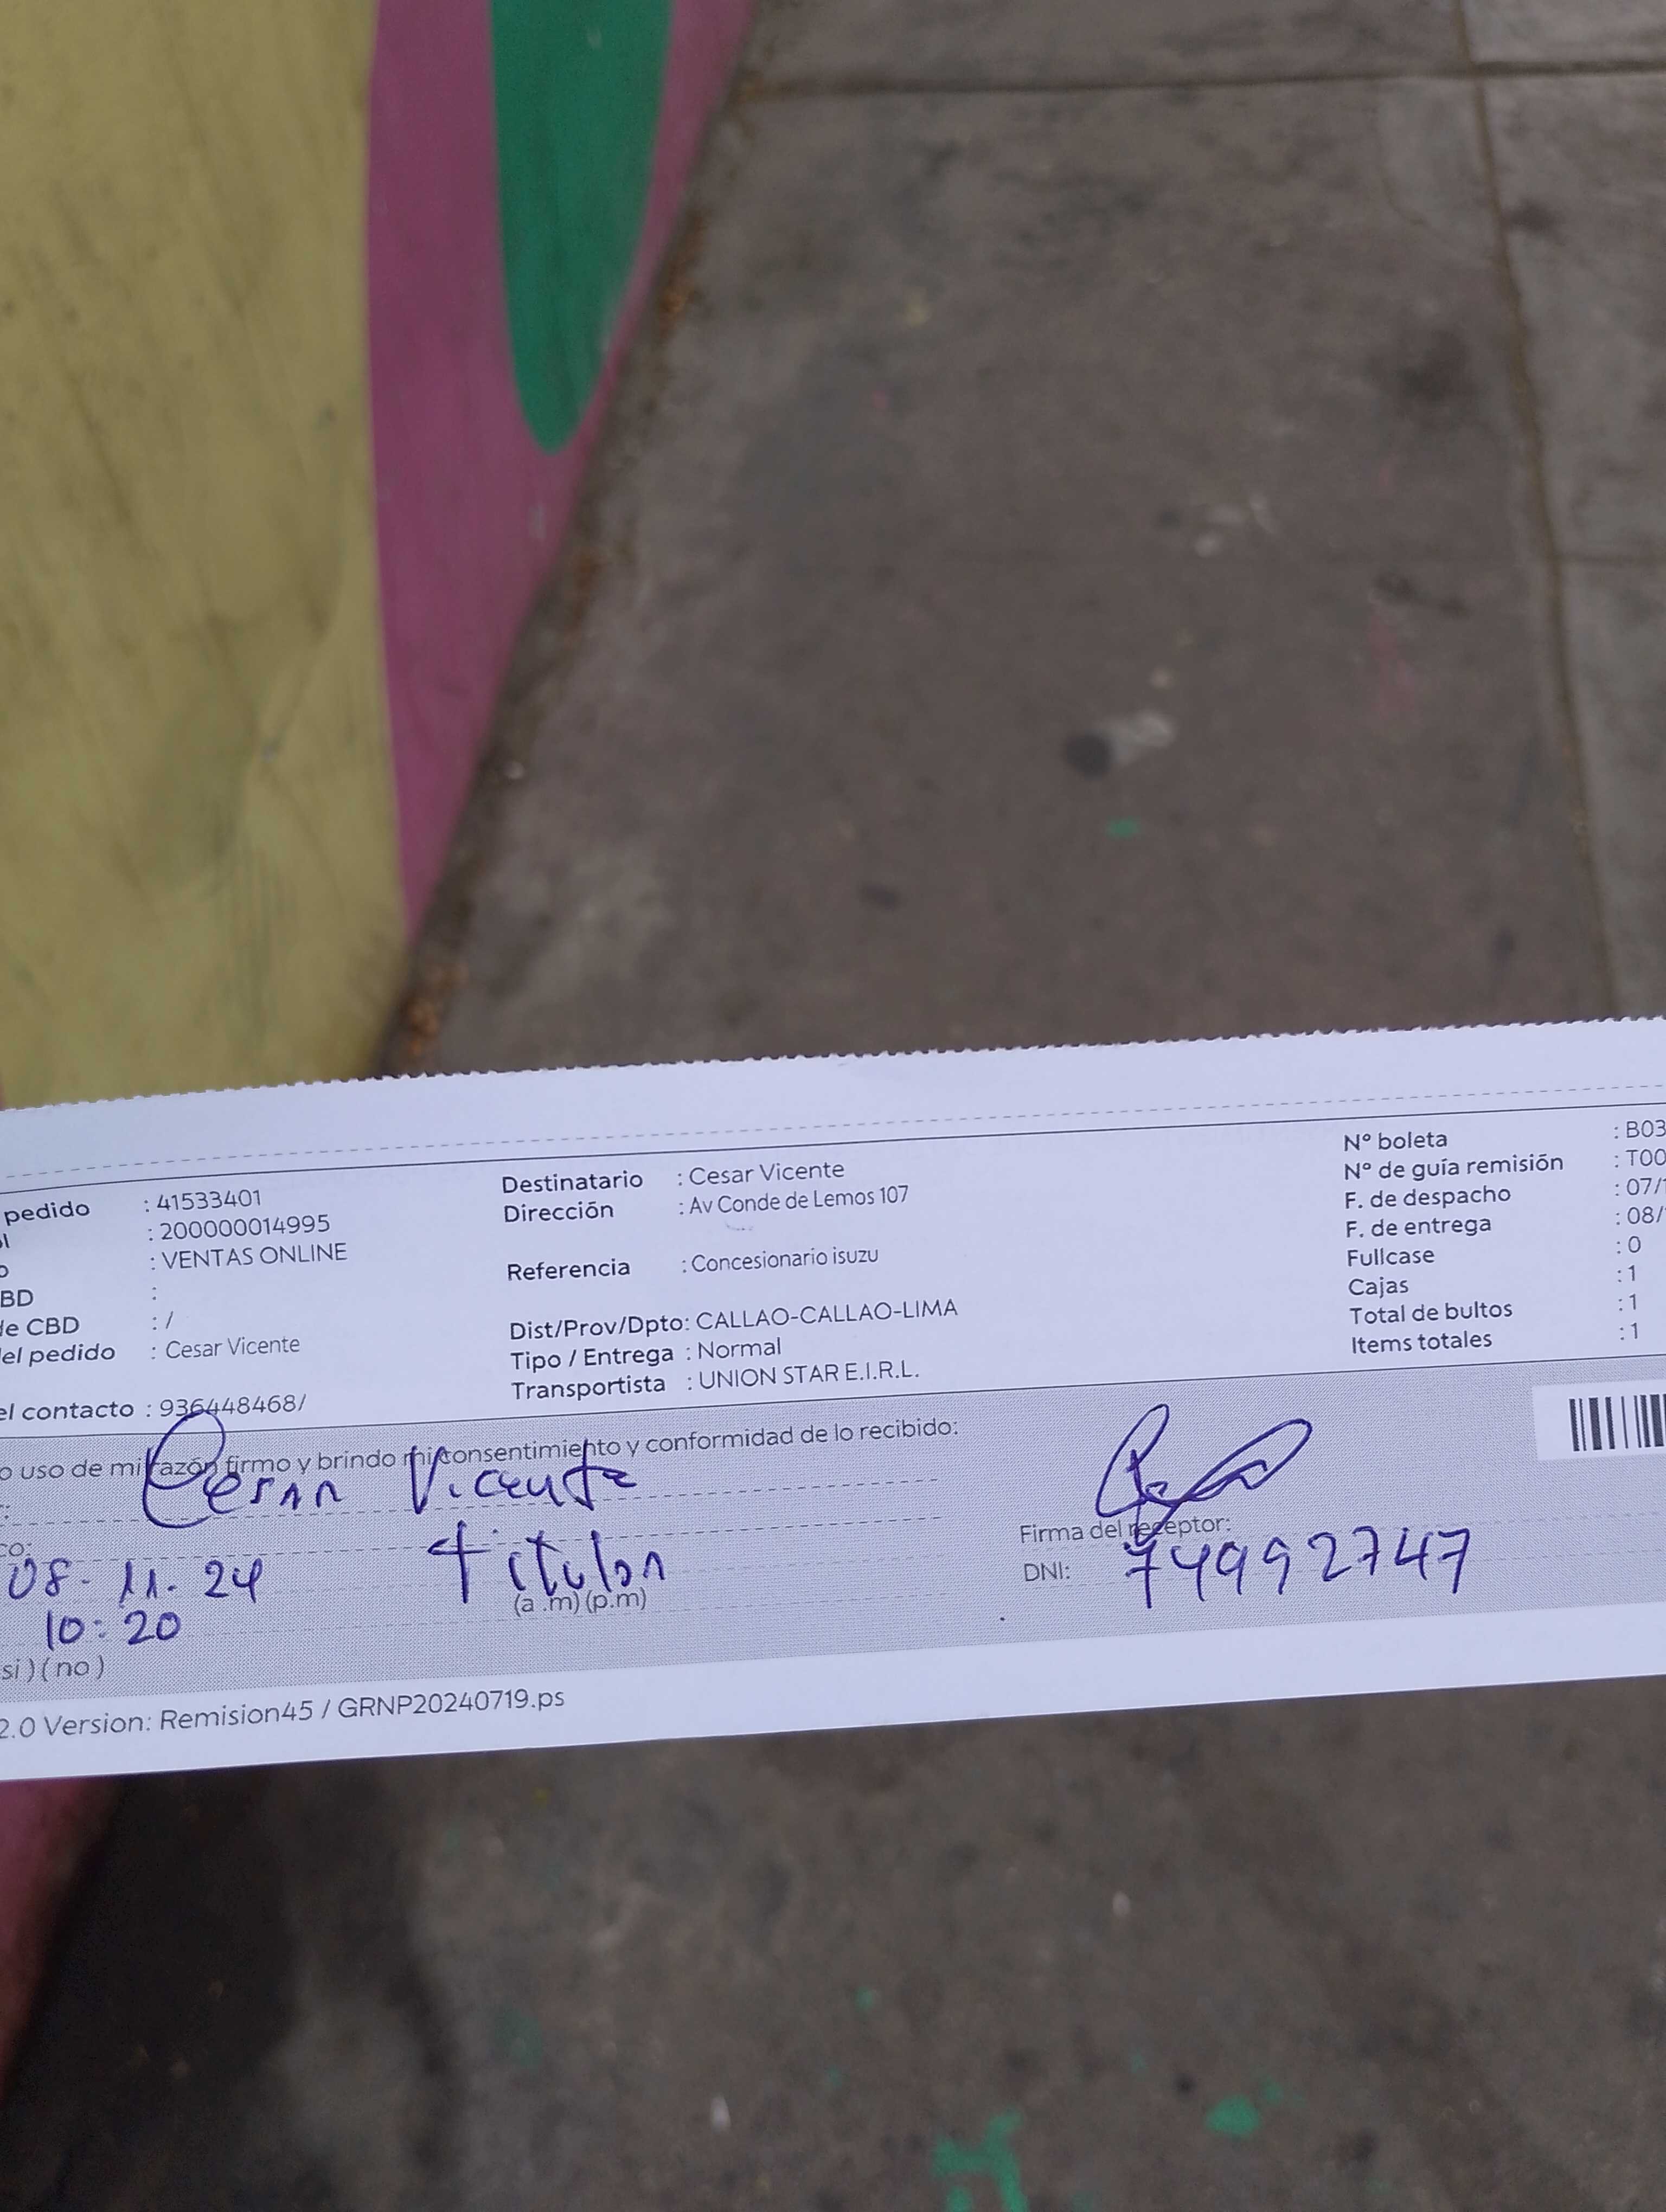 pedido : 41533401
: 200000014995
o : VENTAS ONLINE
BD :
de CBD : /
el pedido : Cesar Vicente
el contacto : 936448468/
Destinatario : Cesar Vicente
Dirección : Av Conde de Lemos 107
Referencia : Concesionario isuzu
Dist/Prov/Dpto: CALLAO-CALLAO-LIMA
Tipo / Entrega : Normal
Transportista : UNION STAR E.I.R.L.
Nº boleta : B03
Nº de guía remisión : T00
F. de despacho : 07/
F. de entrega : 08/
Fullcase : 0
Cajas : 1
Total de bultos : 1
Items totales : 1
o uso de mi razón firmo y brindo mi consentimiento y conformidad de lo recibido:
Cesar Vicente
co: titular
08-11-24 (a .m) (p.m)
10:20
si ) ( no )
Firma del receptor:
DNI: 74992747
2.0 Version: Remision45 / GRNP20240719.ps